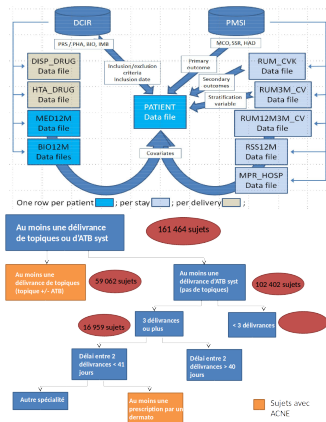 DCIR
PMSI
PRS / PHA, BIO, IMB
MCO, SSR, HAD
DISP_DRUG
Data file
HTA_DRUG
Data file
MED12M
Data file
BIO12M
Data files
Inclusion/exclusion
criteria
Inclusion date
Primary
outcome
Secondary
outcomes
Stratification
variable
PATIENT
Data file
Covariates
RUM_CVK
Data file
RUM3M_CV
Data file
RUM12M3M_CV
Data file
RSS12M
Data file
MPR_HOSP
Data file
One row per patient ; per stay ; per delivery ;
Au moins une délivrance
de topiques ou d'ATB syst
161 464 sujets
Au moins une
délivrance de topiques
(topique +/- ATB)
59 062 sujets
Au moins une
délivrance d'ATB syst
(pas de topiques)
102 402 sujets
16 959 sujets
3 délivrances
ou plus
< 3 délivrances
Délai entre 2
délivrances < 41
jours
Délai entre 2
délivrances > 40
jours
Autre spécialité
Au moins une
prescription par un
dermato
Sujets avec
ACNE